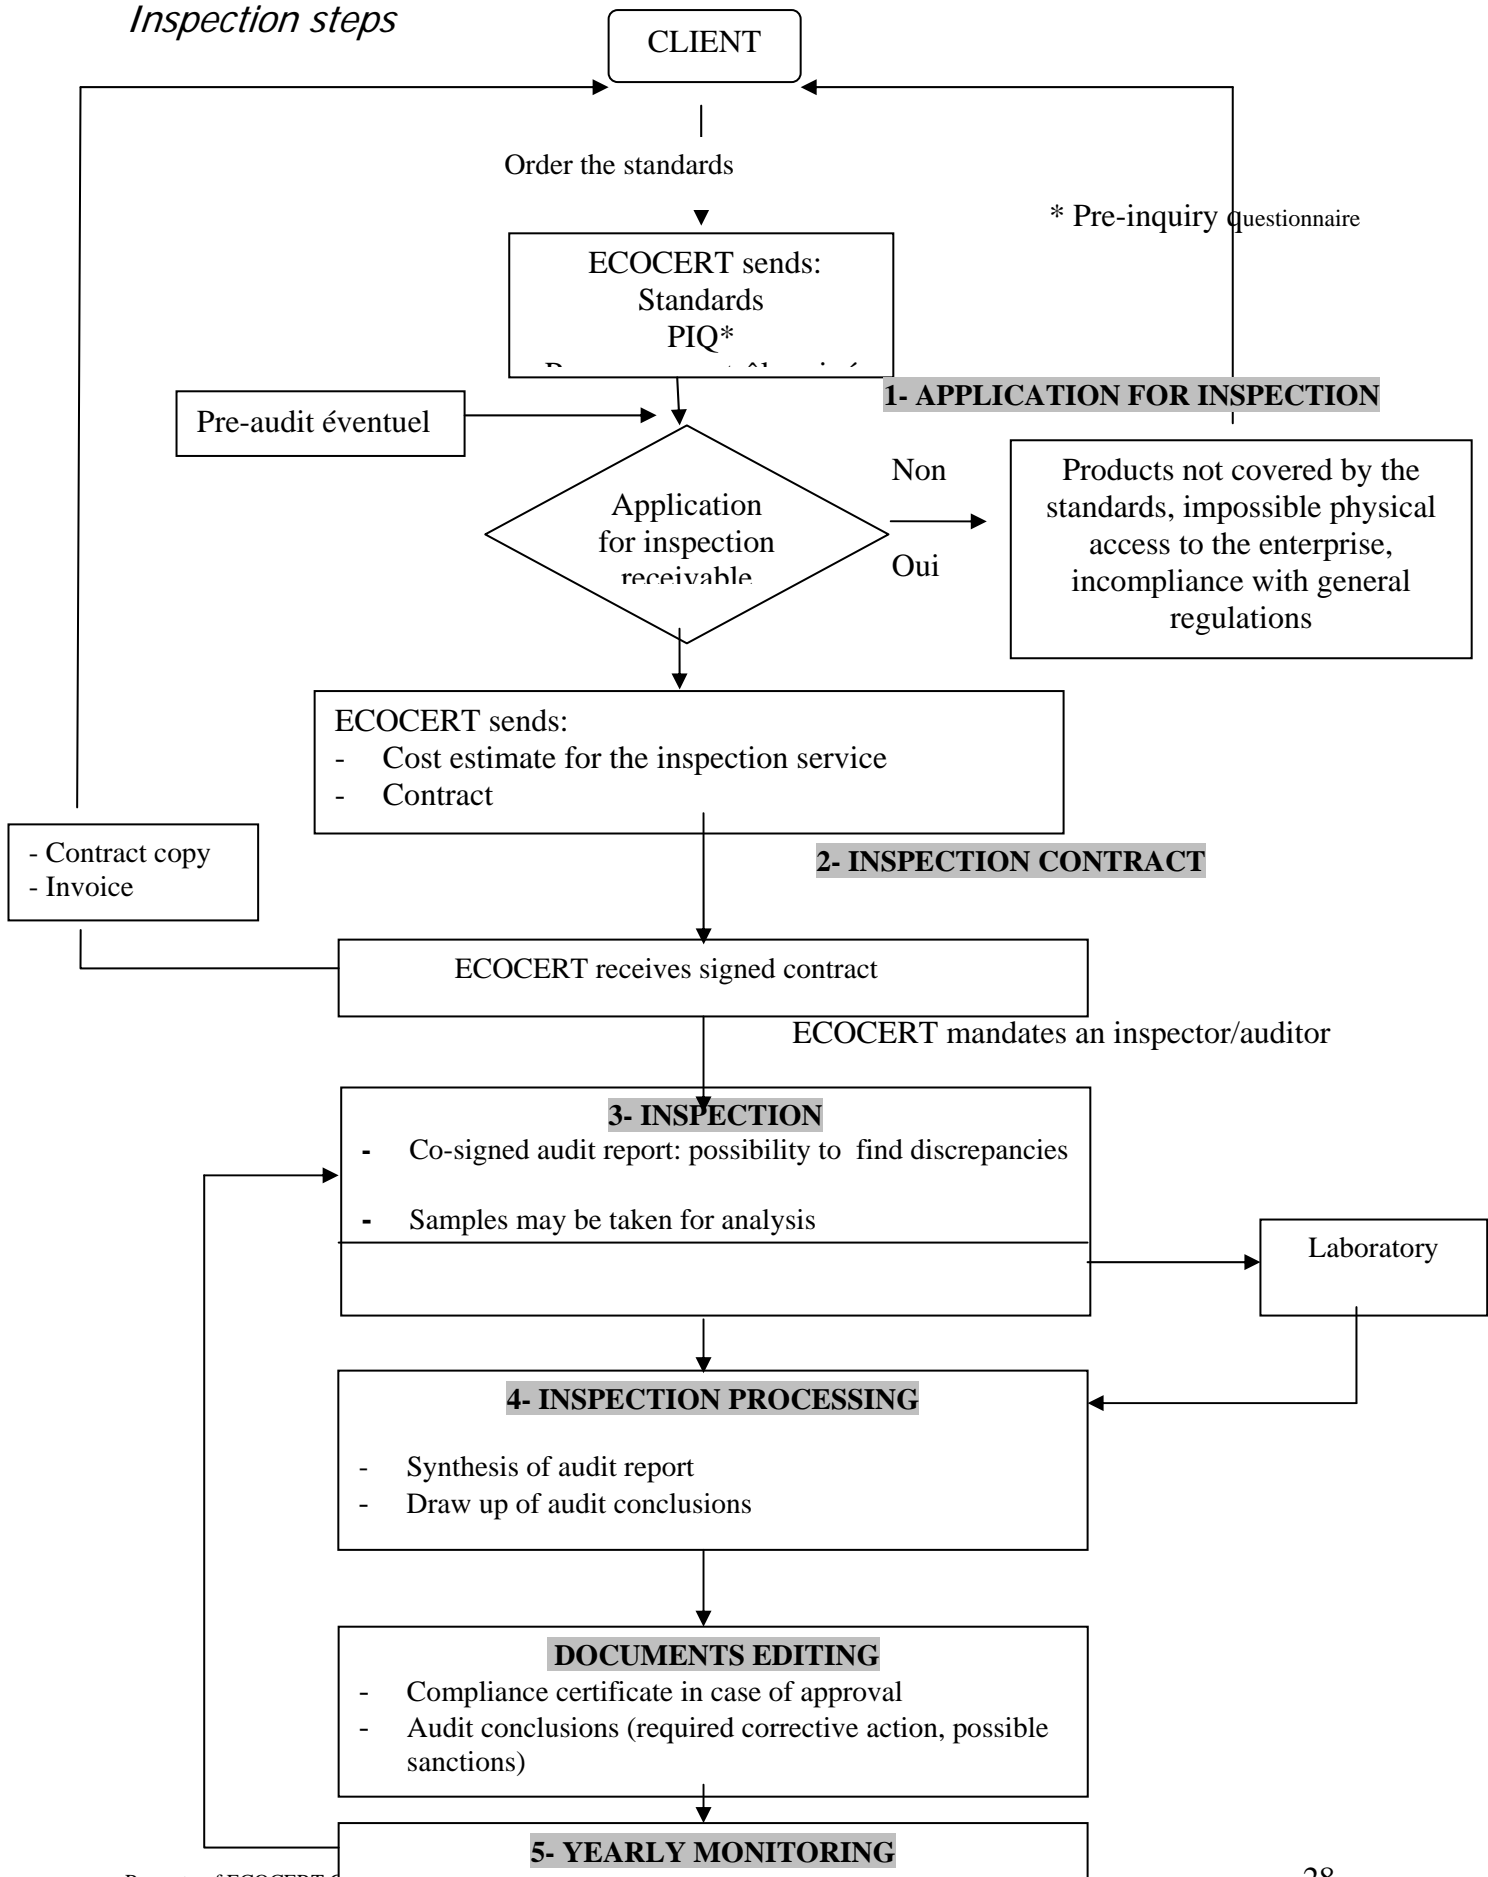 Inspection steps
CLIENT
Order the standards
* Pre-inquiry questionnaire
ECOCERT sends:
Standards
PIQ*
1- APPLICATION FOR INSPECTION
Pre-audit éventuel
Non
Oui
Application
for inspection
receivable
Products not covered by the
standards, impossible physical
access to the enterprise,
incompliance with general
regulations
ECOCERT sends:
- Cost estimate for the inspection service
- Contract
- Contract copy
- Invoice
2- INSPECTION CONTRACT
ECOCERT receives signed contract
ECOCERT mandates an inspector/auditor
3- INSPECTION
- Co-signed audit report: possibility to find discrepancies
- Samples may be taken for analysis
Laboratory
4- INSPECTION PROCESSING
- Synthesis of audit report
- Draw up of audit conclusions
DOCUMENTS EDITING
- Compliance certificate in case of approval
- Audit conclusions (required corrective action, possible
sanctions)
5- YEARLY MONITORING
of ECOCERT
28